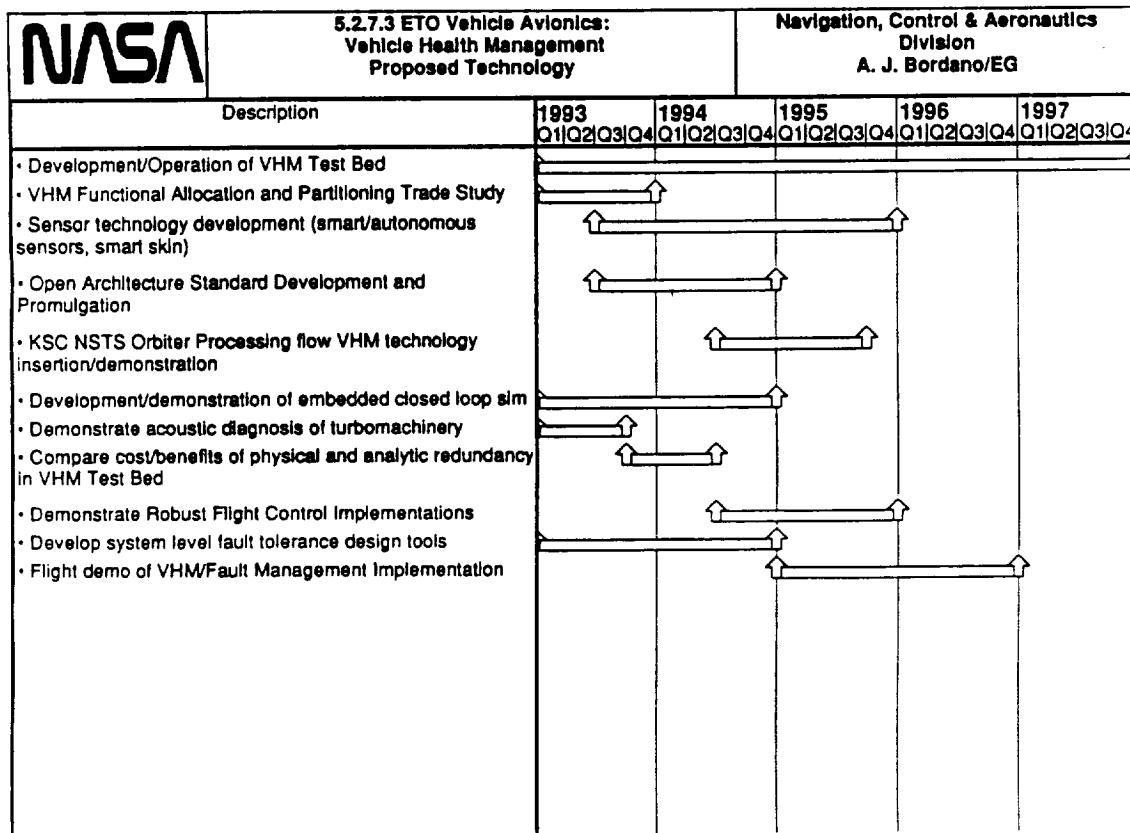 NASA
5.2.7.3 ETO Vehicle Avionics:
Vehicle Health Management
Proposed Technology
Navigation, Control & Aeronautics
Division
A. J. Bordano/EG
Description
1993 1994 1995 1996 1997
Q1|Q2|Q3|Q4 Q1|Q2|Q3|Q4 Q1|Q2|Q3|Q4 Q1|Q2|Q3|Q4 Q1|Q2|Q3|Q4
• Development/Operation of VHM Test Bed
• VHM Functional Allocation and Partitioning Trade Study
• Sensor technology development (smart/autonomous
sensors, smart skin)
• Open Architecture Standard Development and
Promulgation
• KSC NSTS Orbiter Processing flow VHM technology
insertion/demonstration
• Development/demonstration of embedded closed loop sim
• Demonstrate acoustic diagnosis of turbomachinery
• Compare cost/benefits of physical and analytic redundancy
in VHM Test Bed
• Demonstrate Robust Flight Control Implementations
• Develop system level fault tolerance design tools
• Flight demo of VHM/Fault Management Implementation